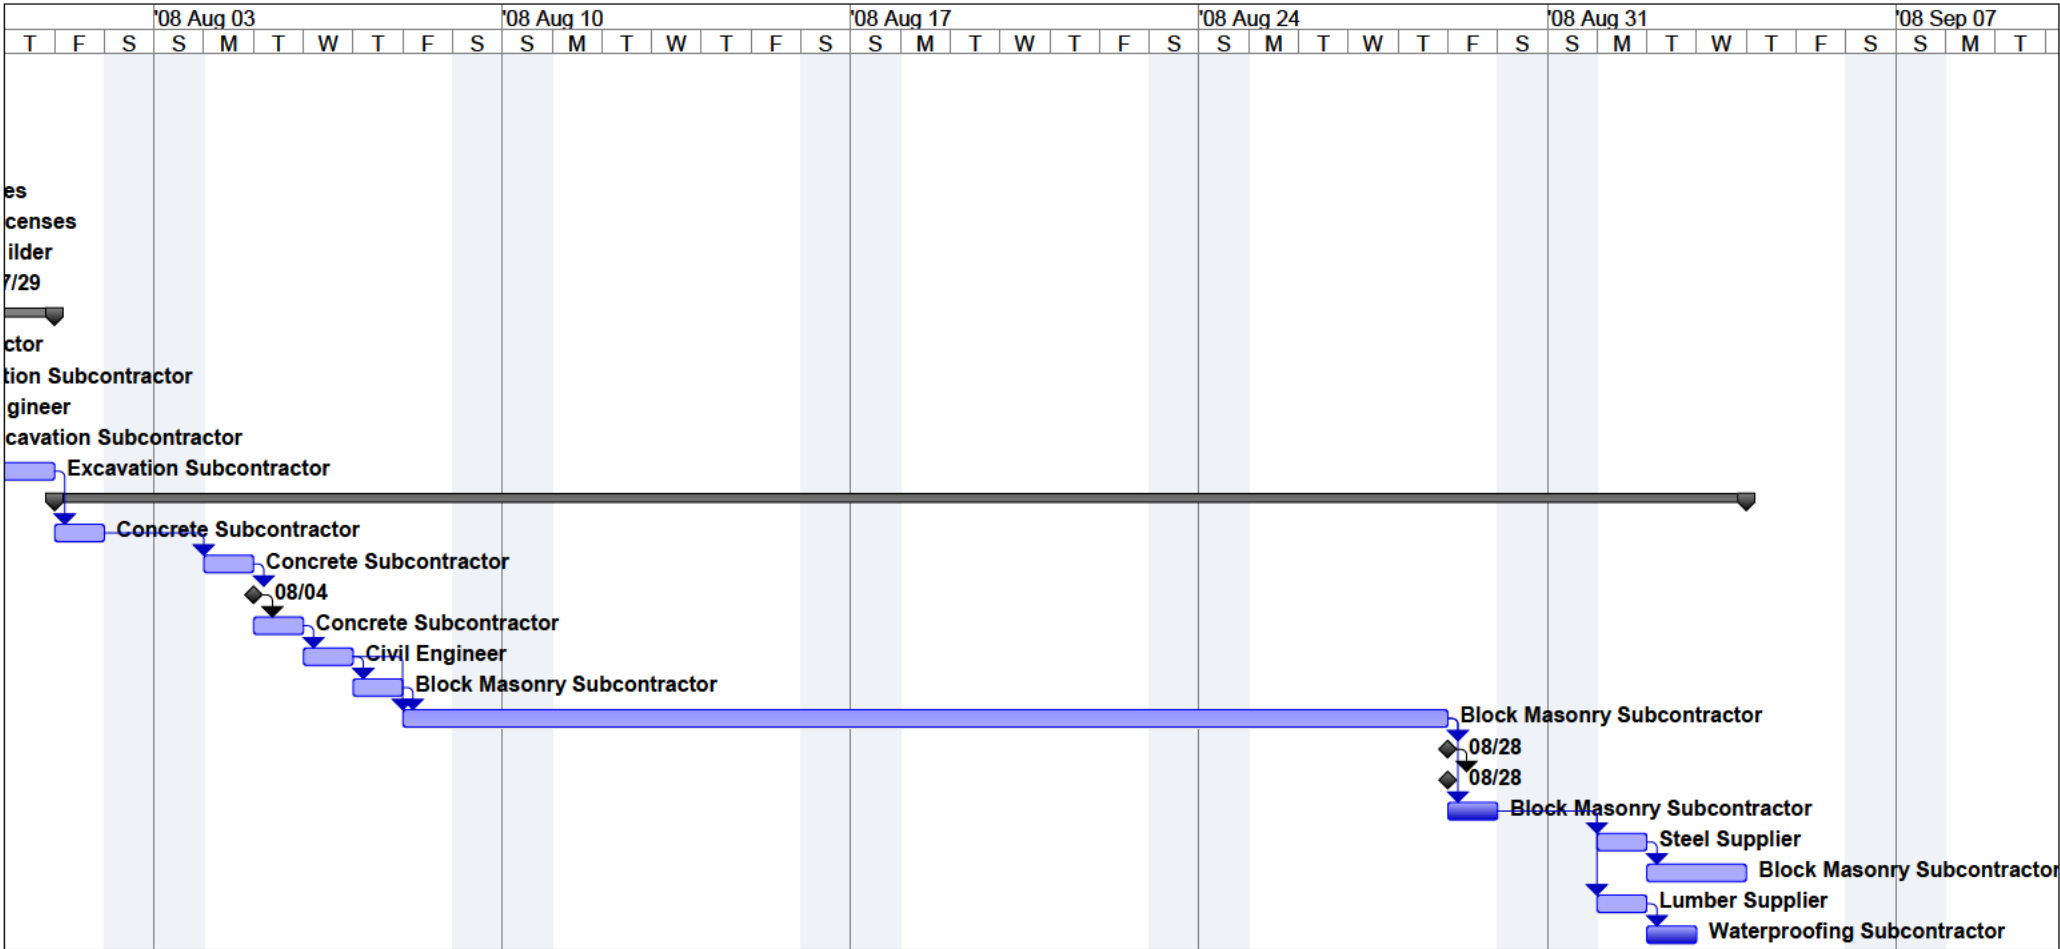 '08 Aug 03 '08 Aug 10 '08 Aug 17 '08 Aug 24 '08 Aug 31 '08 Sep 07
T F S S M T W T F S S M T W T F S S M T W T F S S M T W T F S S M T W T F S S M T
es
censes
ilder
7/29
ctor
tion Subcontractor
gineer
cavation Subcontractor
Excavation Subcontractor
Concrete Subcontractor
Concrete Subcontractor
08/04
Concrete Subcontractor
Civil Engineer
Block Masonry Subcontractor
Block Masonry Subcontractor
08/28
08/28
Block Masonry Subcontractor
Steel Supplier
Block Masonry Subcontractor
Lumber Supplier
Waterproofing Subcontractor